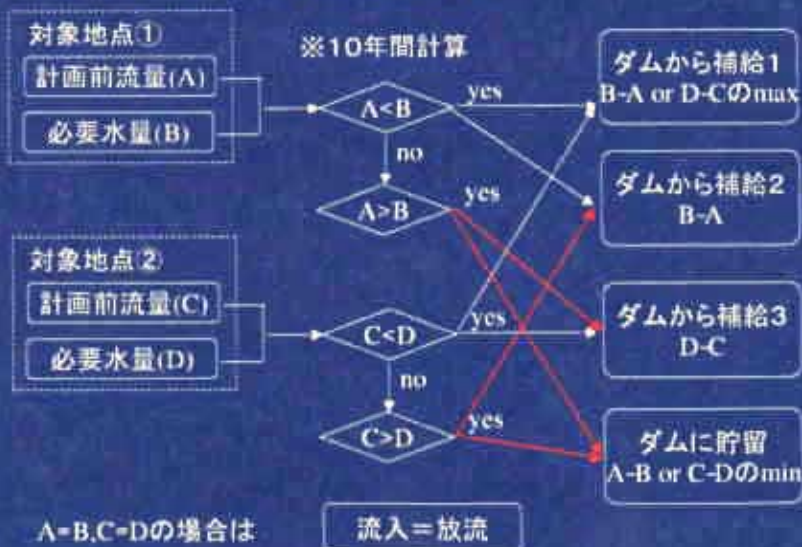 対象地点①
計画前流量(A)
必要水量(B)
※10年間計算
A<B
yes
no
A>B
yes
対象地点②
計画前流量(C)
必要水量(D)
C<D
yes
no
C>D
yes
ダムから補給1
B-A or D-Cのmax
ダムから補給2
B-A
ダムから補給3
D-C
ダムに貯留
A-B or C-Dのmin
A=B,C=Dの場合は
流入＝放流